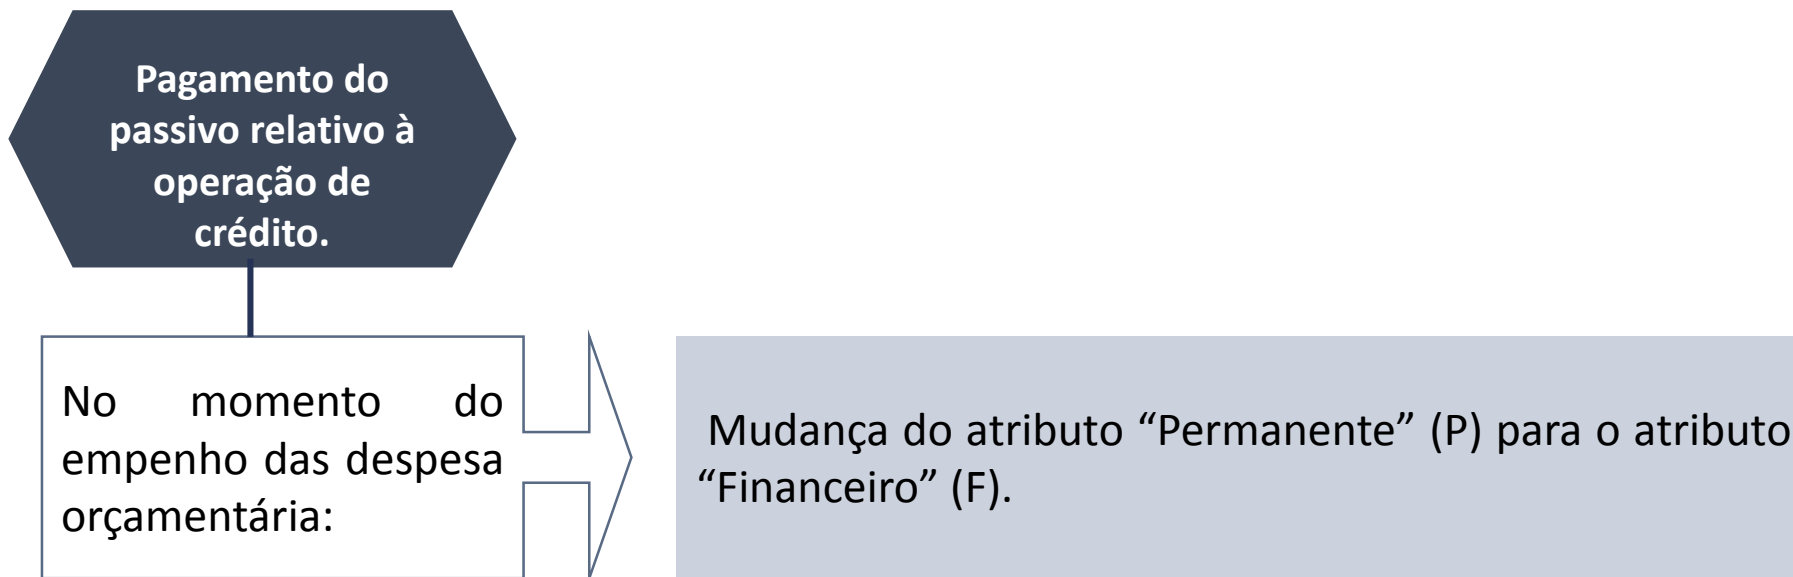 Pagamento do
passivo relativo à
operação de
crédito.
No momento do
empenho das despesa
orçamentária:
Mudança do atributo “Permanente” (P) para o atributo
“Financeiro” (F).